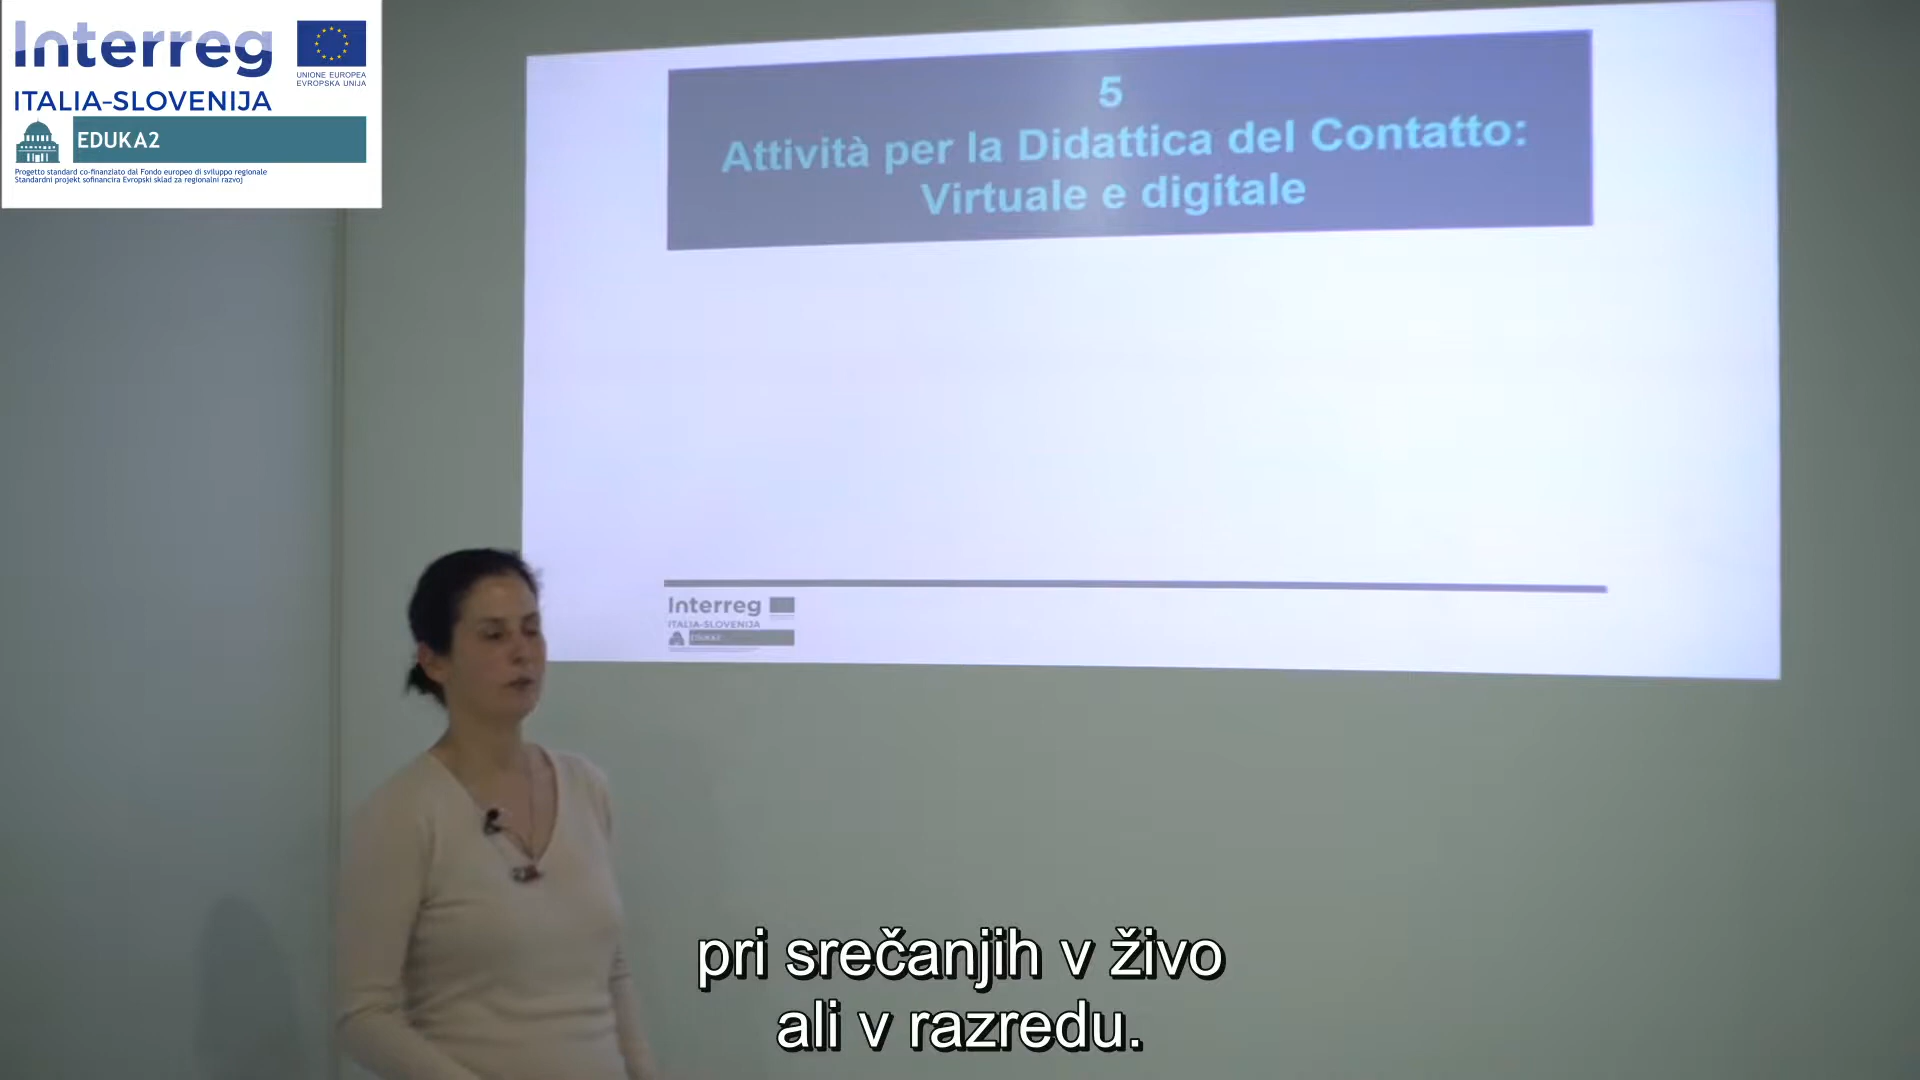 Interreg
UNIONE EUROPEA
EVROPSKA UNIJA
ITALIA-SLOVENIJA
EDUKA2
Progetto standard co-finanziato dal Fondo europeo di sviluppo regionale
Standardni projekt sofinancira Evropski sklad za regionalni razvoj
5
Attività per la Didattica del Contatto:
Virtuale e digitale
Interreg
ITALIA-SLOVENIJA
EDUKA2
pri srečanjih v živo
ali v razredu.